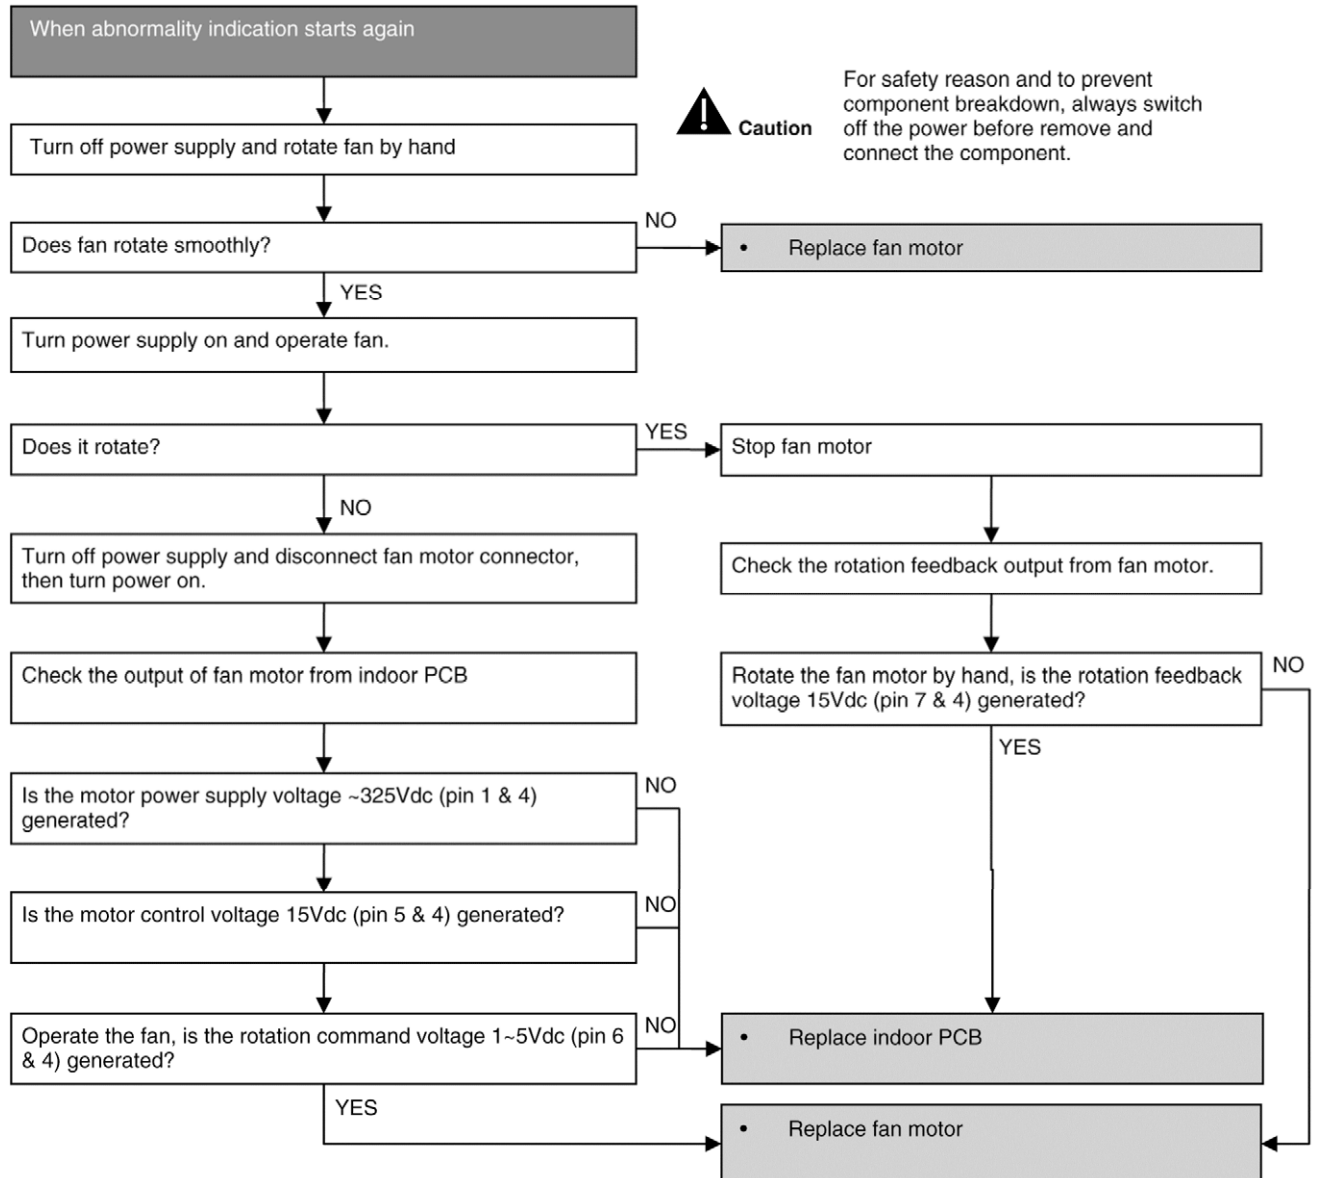 When abnormality indication starts again
For safety reason and to prevent
component breakdown, always switch
off the power before remove and
connect the component.
Caution
Turn off power supply and rotate fan by hand
Does fan rotate smoothly?
NO
• Replace fan motor
YES
Turn power supply on and operate fan.
Does it rotate?
YES
Stop fan motor
NO
Turn off power supply and disconnect fan motor connector,
then turn power on.
Check the rotation feedback output from fan motor.
Check the output of fan motor from indoor PCB
Rotate the fan motor by hand, is the rotation feedback
voltage 15Vdc (pin 7 & 4) generated?
NO
YES
Is the motor power supply voltage ~325Vdc (pin 1 & 4)
generated?
NO
Is the motor control voltage 15Vdc (pin 5 & 4) generated?
NO
Operate the fan, is the rotation command voltage 1~5Vdc (pin 6
& 4) generated?
NO
• Replace indoor PCB
YES
• Replace fan motor